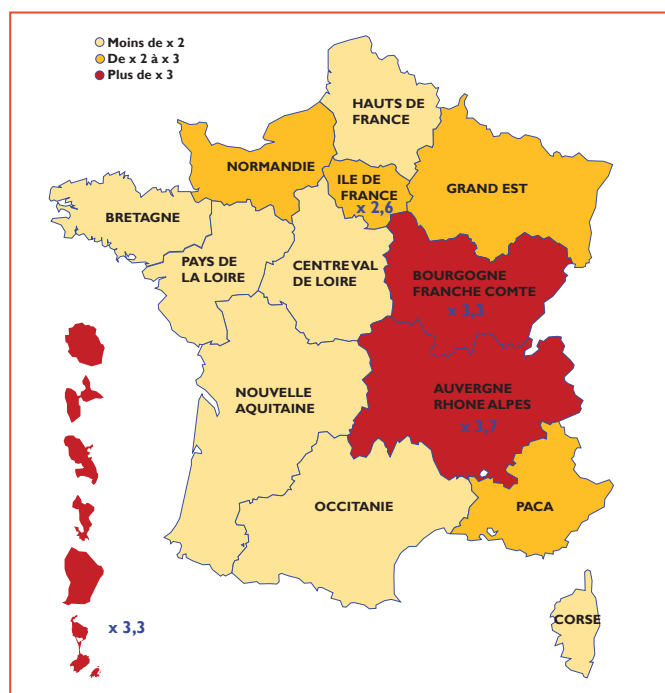 Moins de x 2
De x 2 à x 3
Plus de x 3
HAUTS DE
FRANCE
NORMANDIE
ILE DE
FRANCE
x 2,6
GRAND EST
BRETAGNE
PAYS DE
LA LOIRE
CENTRE VAL
DE LOIRE
BOURGOGNE
FRANCHE COMTE
x 3,3
NOUVELLE
AQUITAINE
AUVERGNE
RHONE ALPES
x 3,7
OCCITANIE
PACA
CORSE
x 3,3